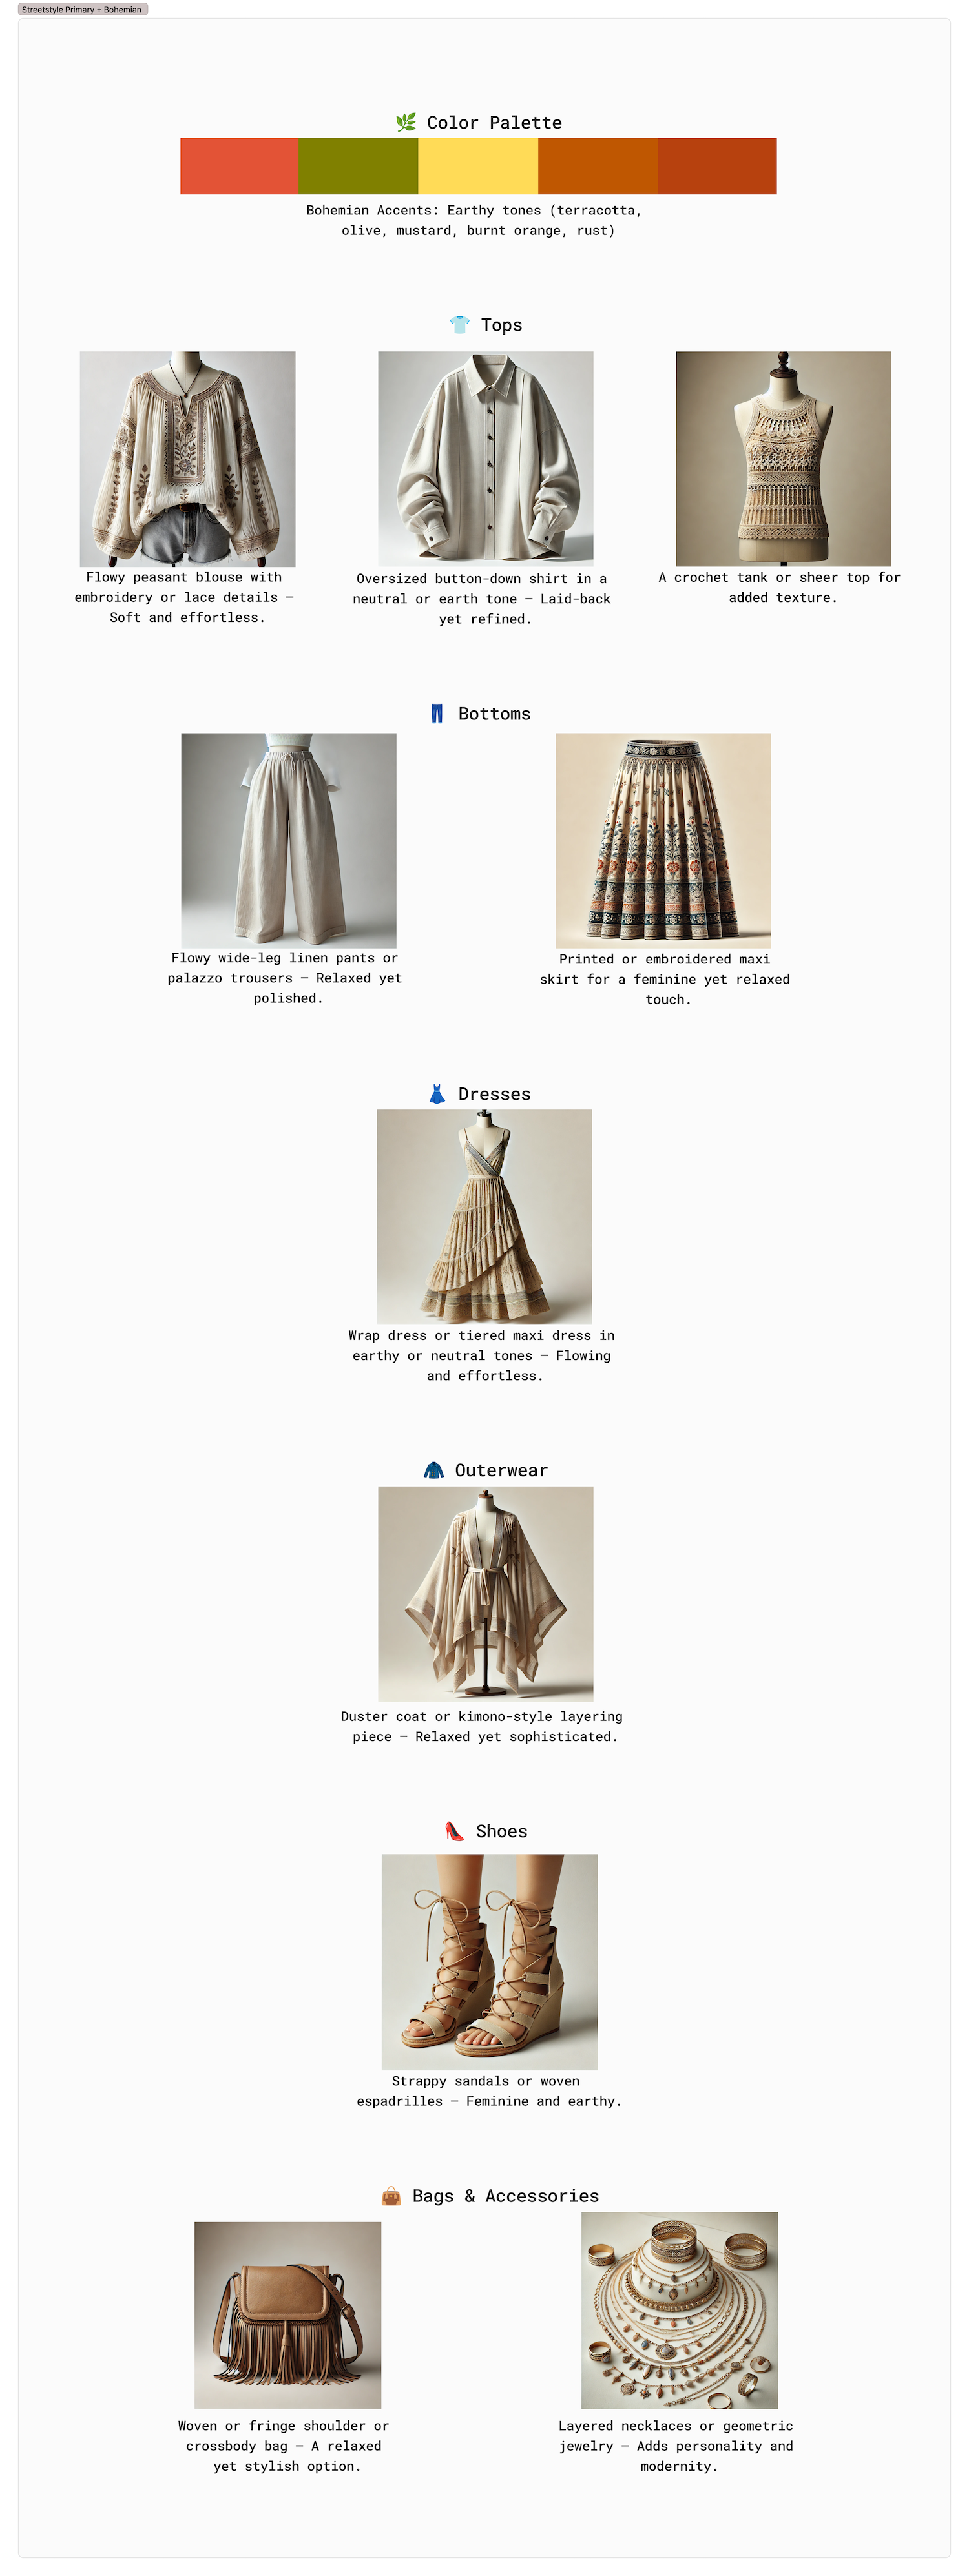 Streetstyle Primary + Bohemian
🌿 Color Palette
Bohemian Accents: Earthy tones (terracotta,
olive, mustard, burnt orange, rust)
👕 Tops
Flowy peasant blouse with
embroidery or lace details –
Soft and effortless.
Oversized button-down shirt in a
neutral or earth tone – Laid-back
yet refined.
A crochet tank or sheer top for
added texture.
👖 Bottoms
Flowy wide-leg linen pants or
palazzo trousers – Relaxed yet
polished.
Printed or embroidered maxi
skirt for a feminine yet relaxed
touch.
👗 Dresses
Wrap dress or tiered maxi dress in
earthy or neutral tones – Flowing
and effortless.
🧥 Outerwear
Duster coat or kimono-style layering
piece – Relaxed yet sophisticated.
👠 Shoes
Strappy sandals or woven
espadrilles – Feminine and earthy.
👜 Bags & Accessories
Woven or fringe shoulder or
crossbody bag – A relaxed
yet stylish option.
Layered necklaces or geometric
jewelry – Adds personality and
modernity.